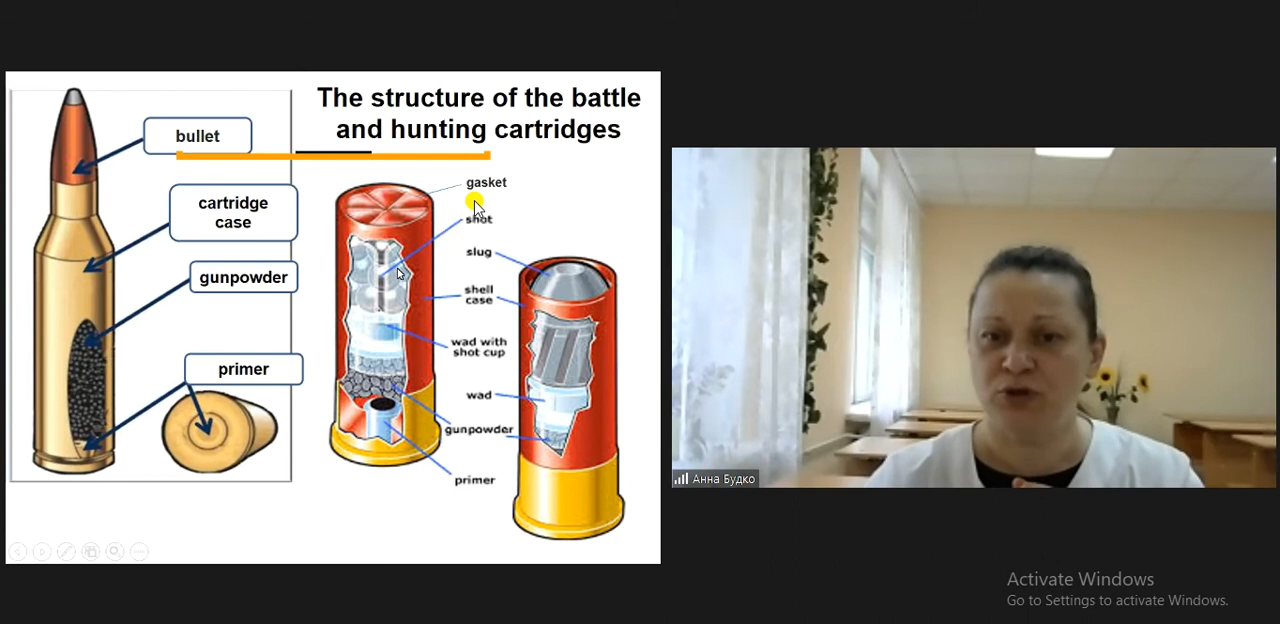 The structure of the battle
and hunting cartridges
bullet
cartridge
case
gunpowder
primer
gasket
shot
slug
shell
case
wad with
shot cup
wad
gunpowder
primer
Анна Будко
Activate Windows
Go to Settings to activate Windows.